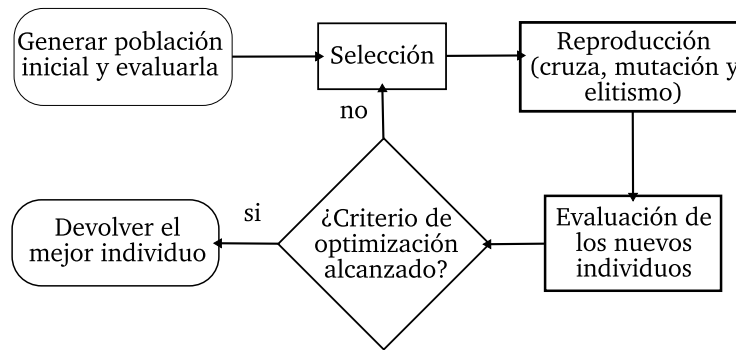 Generar población
inicial y evaluarla
Selección
Reproducción
(cruza, mutación y
elitismo)
no
si
Devolver el
mejor individuo
¿Criterio de
optimización
alcanzado?
Evaluación de
los nuevos
individuos